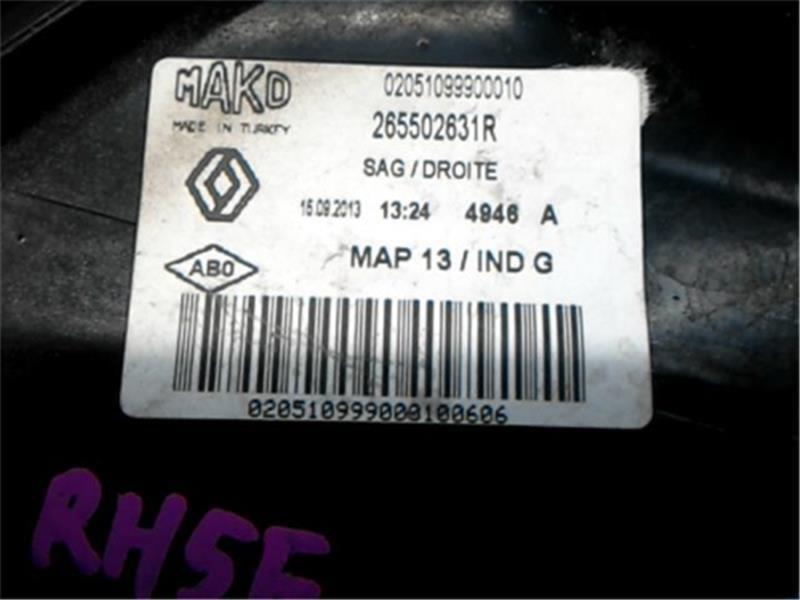 MAKO
02051099900010
MADE IN TURKEY
265502631R
SAG / DROITE
16.09.2013 13:24 4946 A
ABO
MAP 13 / IND G
020510999000100606
RHSF